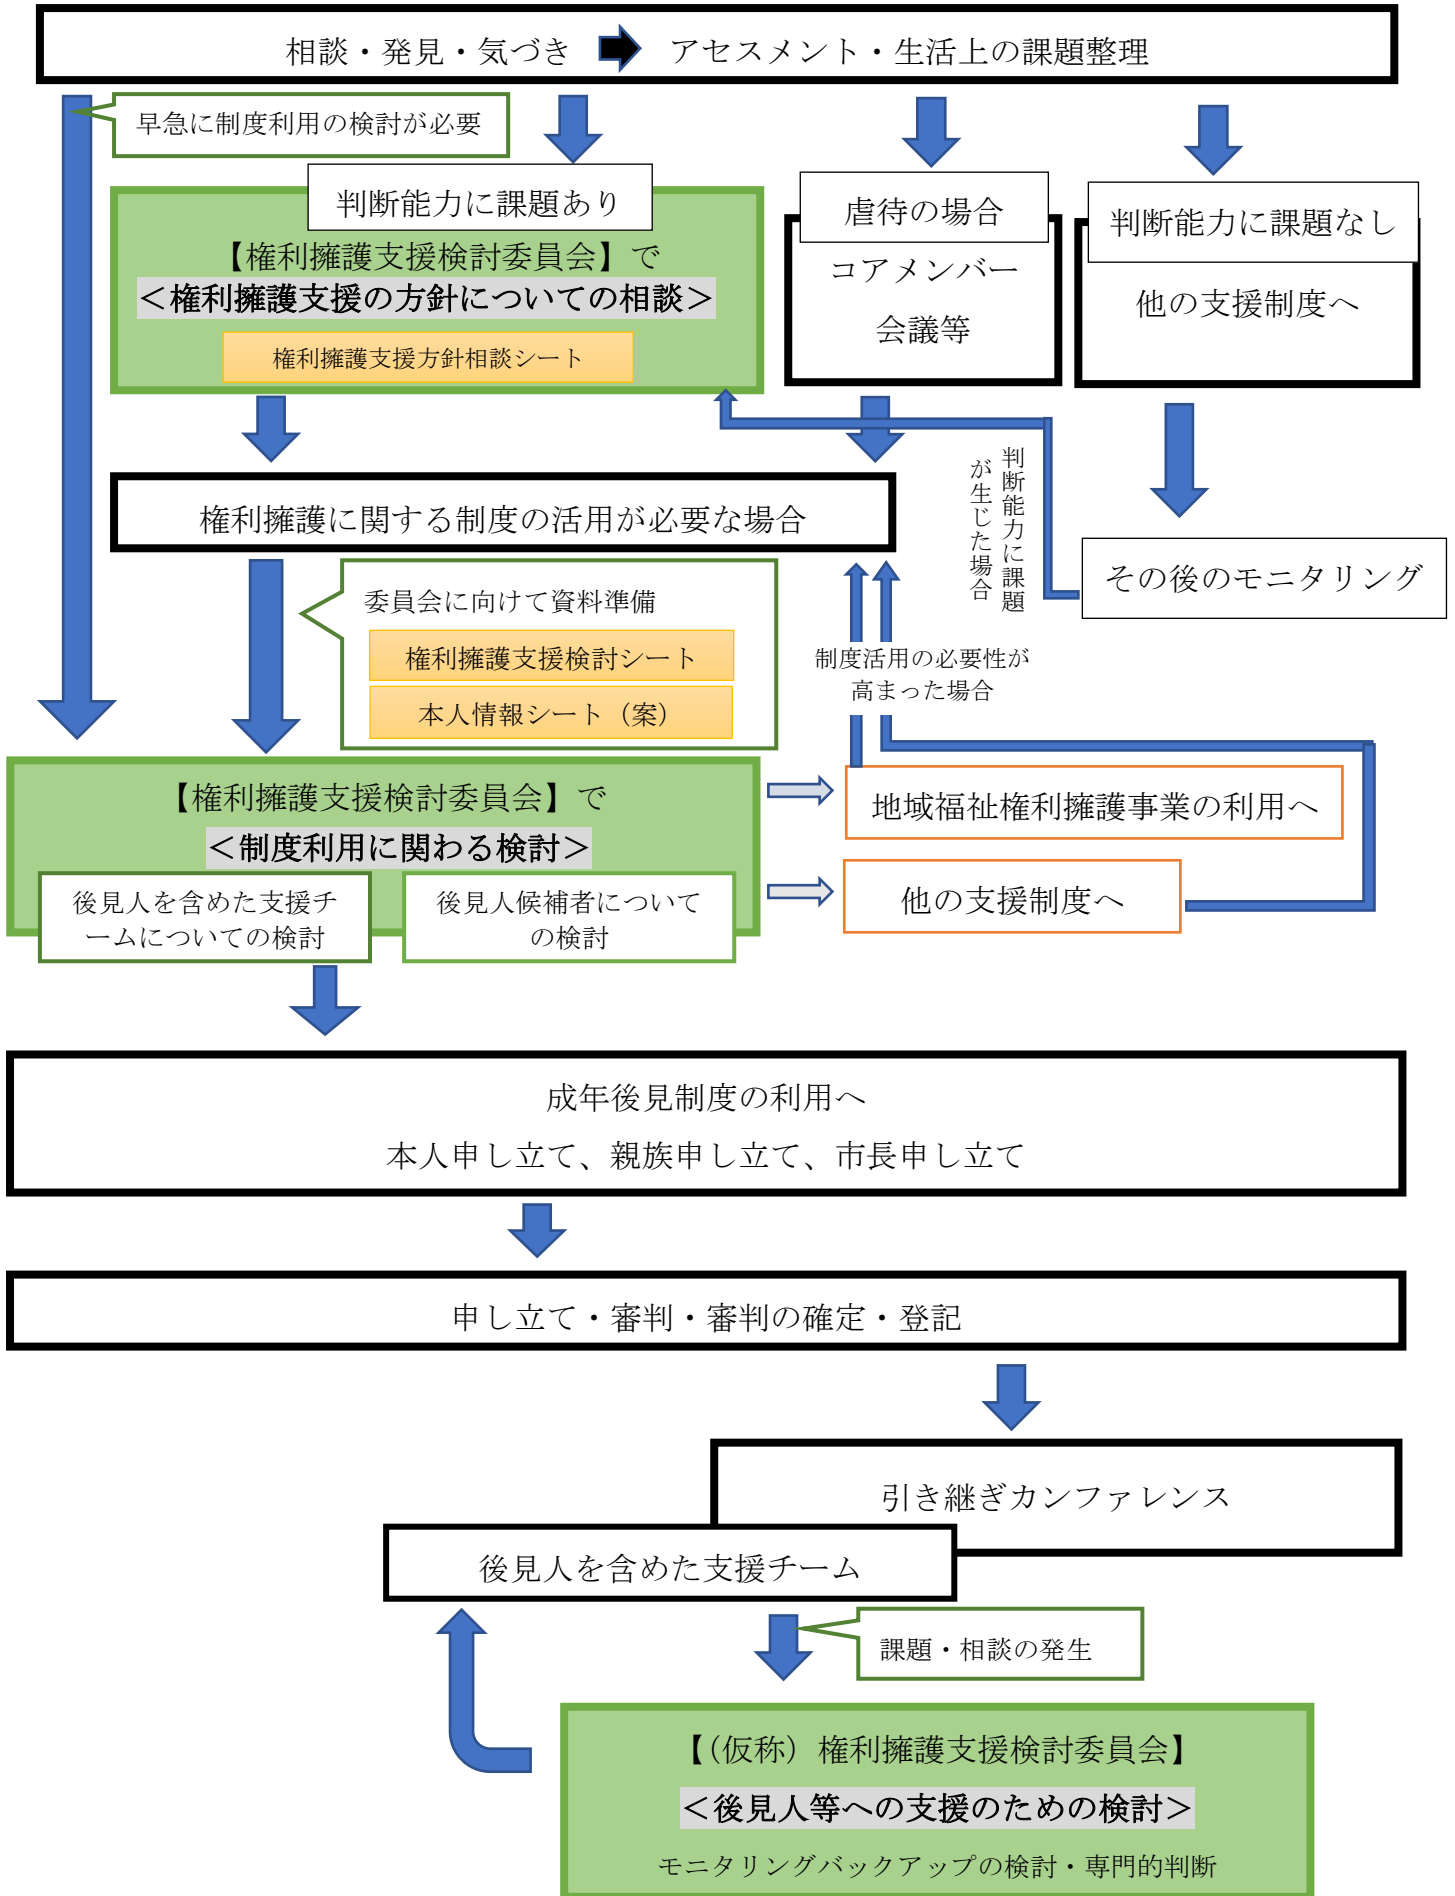 相談・発見・気づき アセスメント・生活上の課題整理
早急に制度利用の検討が必要
判断能力に課題あり
【権利擁護支援検討委員会】で
＜権利擁護支援の方針についての相談＞
権利擁護支援方針相談シート
虐待の場合
コアメンバー
会議等
判断能力に課題なし
他の支援制度へ
権利擁護に関する制度の活用が必要な場合
判断能力に課題
が生じた場合
その後のモニタリング
委員会に向けて資料準備
権利擁護支援検討シート
本人情報シート（案）
制度活用の必要性が
高まった場合
【権利擁護支援検討委員会】で
＜制度利用に関わる検討＞
後見人を含めた支援チ
ームについての検討
後見人候補者について
の検討
地域福祉権利擁護事業の利用へ
他の支援制度へ
成年後見制度の利用へ
本人申し立て、親族申し立て、市長申し立て
申し立て・審判・審判の確定・登記
引き継ぎカンファレンス
後見人を含めた支援チーム
課題・相談の発生
【（仮称）権利擁護支援検討委員会】
＜後見人等への支援のための検討＞
モニタリングバックアップの検討・専門的判断